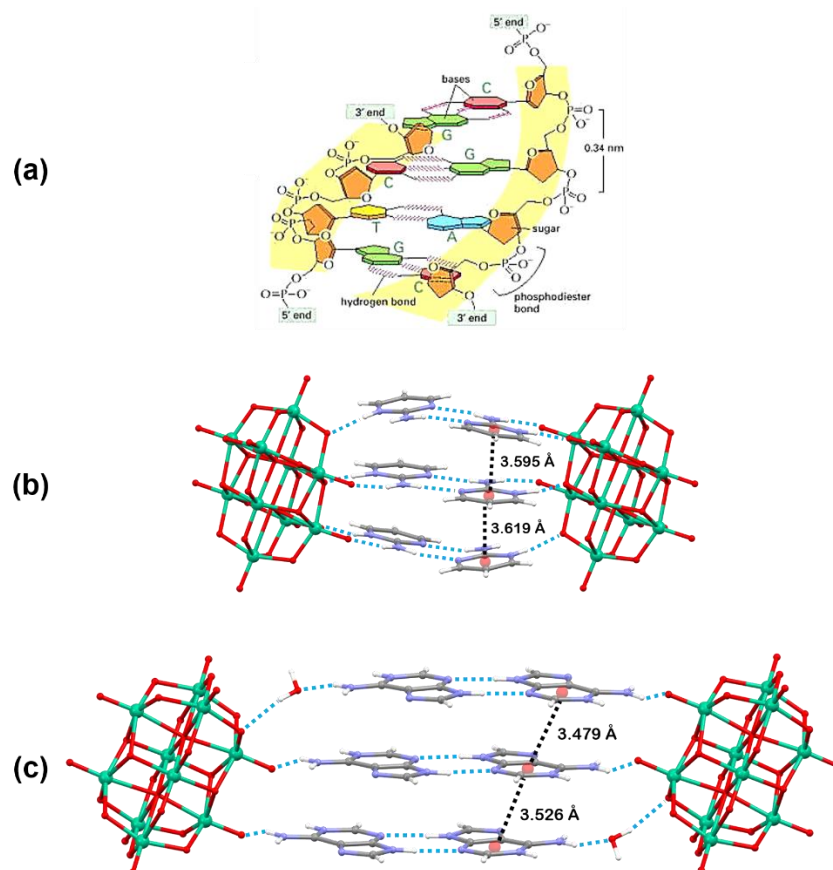 (a)
5' end
O
P
O⁻
O
O
bases
C
O
3' end
O
G
O
O
P
O⁻
O
O
0.34 nm
O⁻
O
P
O
O
C
G
O
O
O
P
O⁻
O
T
A
sugar
O
G
C
O
O
P
O⁻
O
hydrogen bond
phosphodiester
bond
O
5' end
3' end
(b)
3.595 Å
3.619 Å
(c)
3.479 Å
3.526 Å